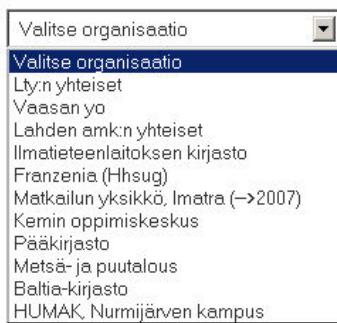 Valitse organisaatio
Valitse organisaatio
Lty:n yhteiset
Vaasan yo
Lahden amk:n yhteiset
Ilmatieteenlaitoksen kirjasto
Franzenia (Hhsug)
Matkailun yksikkö, Imatra (-->2007)
Kemin oppimiskeskus
Pääkirjasto
Metsä- ja puutalous
Baltia-kirjasto
HUMAK, Nurmijärven kampus